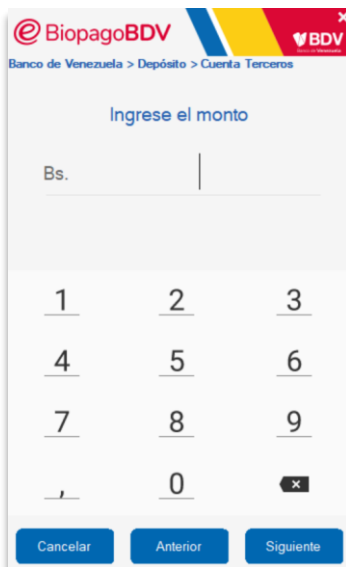 BiopagoBDV
BDV
Banco de Venezuela
Banco de Venezuela > Depósito > Cuenta Terceros
Ingrese el monto
Bs.
1 2 3
4 5 6
7 8 9
, 0
Cancelar Anterior Siguiente